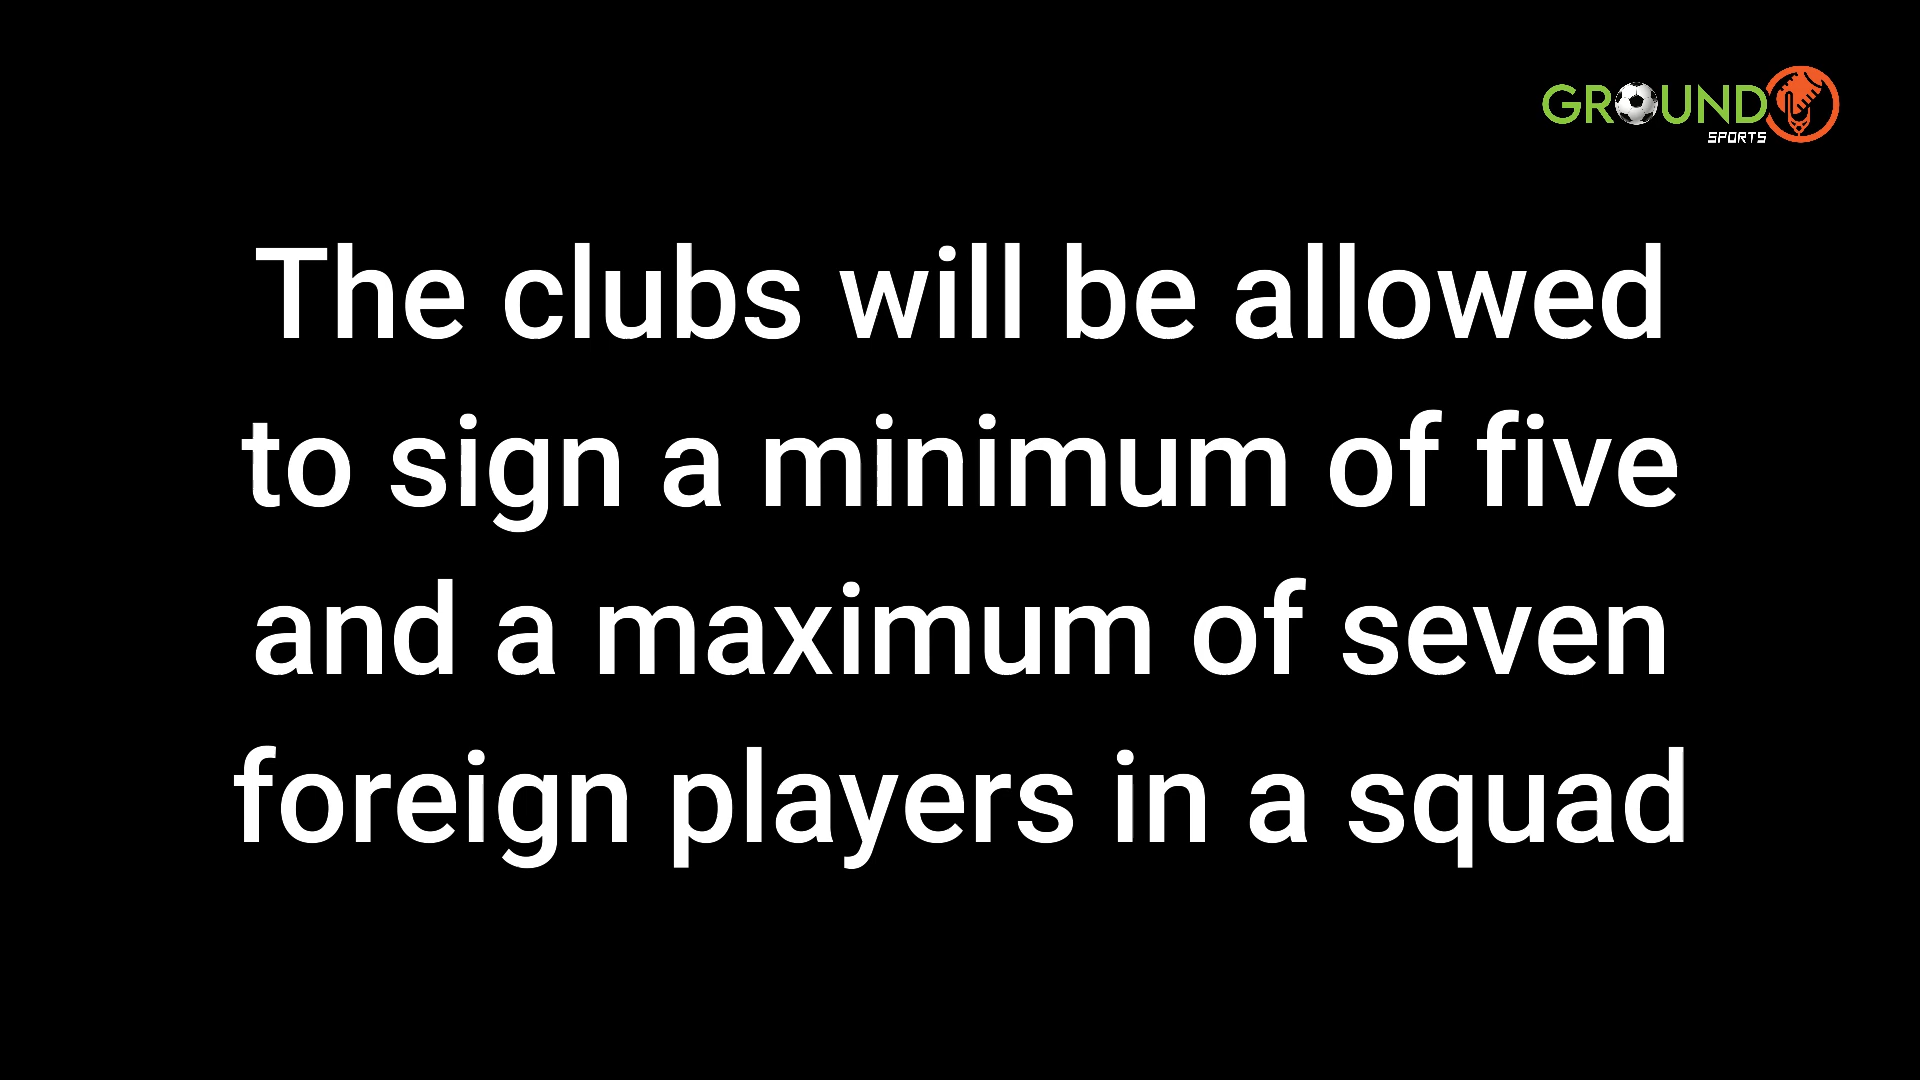 GROUND
SPORTS
The clubs will be allowed
to sign a minimum of five
and a maximum of seven
foreign players in a squad